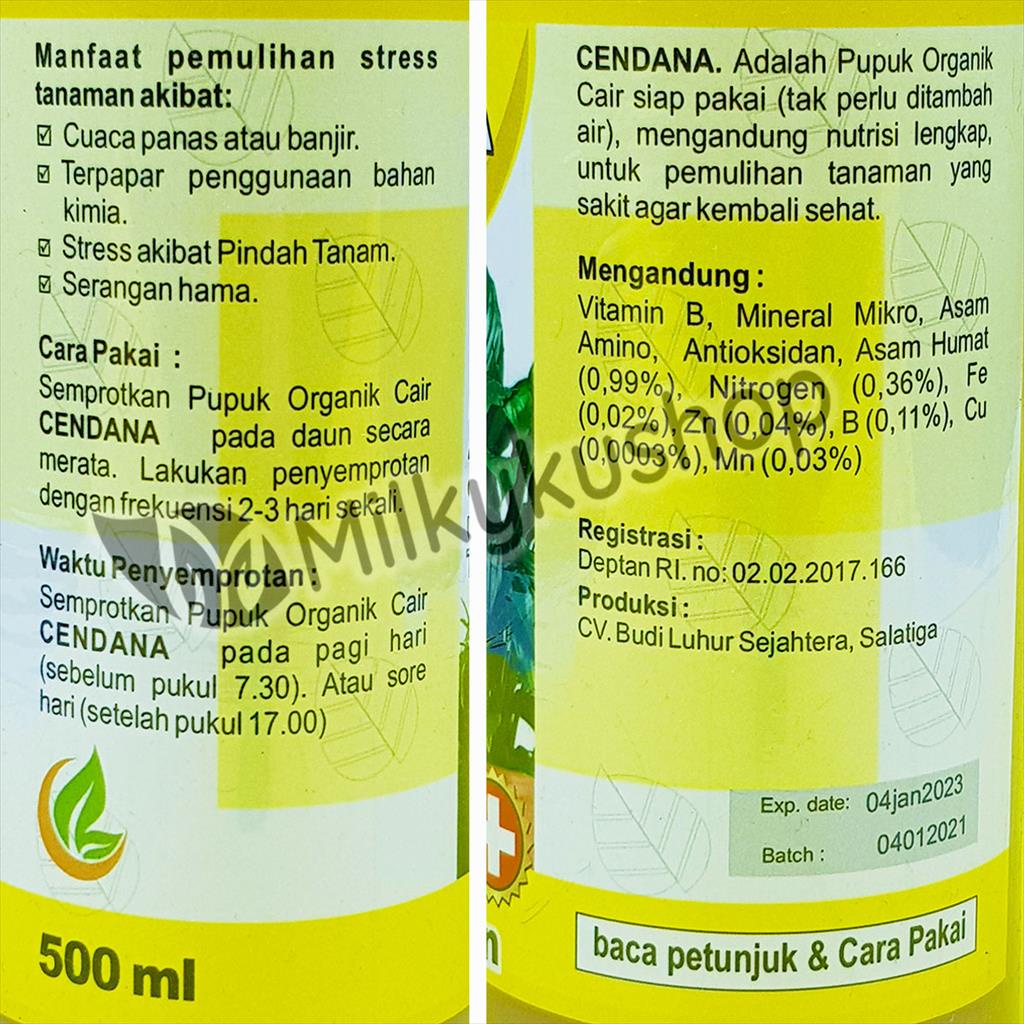 Manfaat pemulihan stress
tanaman akibat:
☑ Cuaca panas atau banjir.
☑ Terpapar penggunaan bahan
kimia.
☑ Stress akibat Pindah Tanam.
☑ Serangan hama.
Cara Pakai :
Semprotkan Pupuk Organik Cair
CENDANA pada daun secara
merata. Lakukan penyemprotan
dengan frekuensi 2-3 hari sekali.
Waktu Penyemprotan :
Semprotkan Pupuk Organik Cair
CENDANA pada pagi hari
(sebelum pukul 7.30). Atau sore
hari (setelah pukul 17.00)
500 ml
CENDANA. Adalah Pupuk Organik
Cair siap pakai (tak perlu ditambah
air), mengandung nutrisi lengkap,
untuk pemulihan tanaman yang
sakit agar kembali sehat.
Mengandung :
Vitamin B, Mineral Mikro, Asam
Amino, Antioksidan, Asam Humat
(0,99%), Nitrogen (0,36%), Fe
(0,02%), Zn (0,04%), B (0,11%), Cu
(0,0003%), Mn (0,03%)
Registrasi :
Deptan RI. no: 02.02.2017.166
Produksi :
CV. Budi Luhur Sejahtera, Salatiga
Exp. date: 04jan2023
Batch : 04012021
baca petunjuk & Cara Pakai
Milkykushop